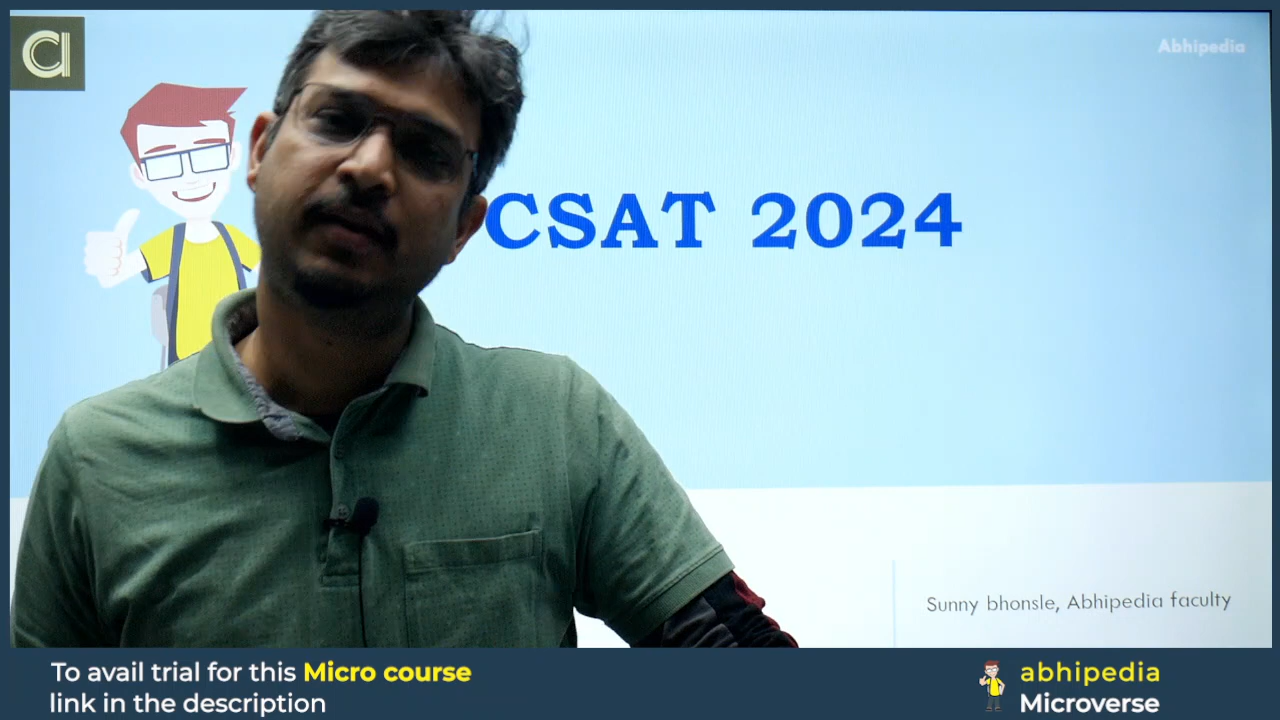 a
Abhipedia
CSAT 2024
Sunny bhonsle, Abhipedia faculty
To avail trial for this Micro course
link in the description
abhipedia
Microverse